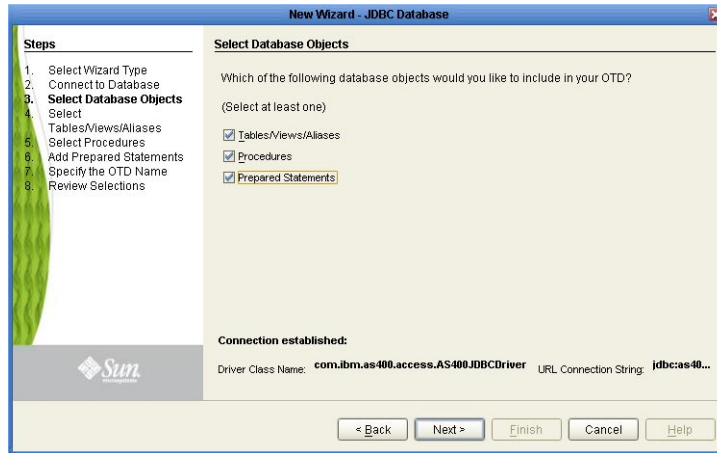 New Wizard - JDBC Database
Steps
1. Select Wizard Type
2. Connect to Database
3. Select Database Objects
4. Select
Tables/Views/Aliases
5. Select Procedures
6. Add Prepared Statements
7. Specify the OTD Name
8. Review Selections
Select Database Objects
Which of the following database objects would you like to include in your OTD?
(Select at least one)
Tables/Views/Aliases
Procedures
Prepared Statements
Connection established:
Driver Class Name: com.ibm.as400.access.AS400JDBCDriver URL Connection String: jdbc:as40...
Sun
microsystems
< Back Next > Finish Cancel Help